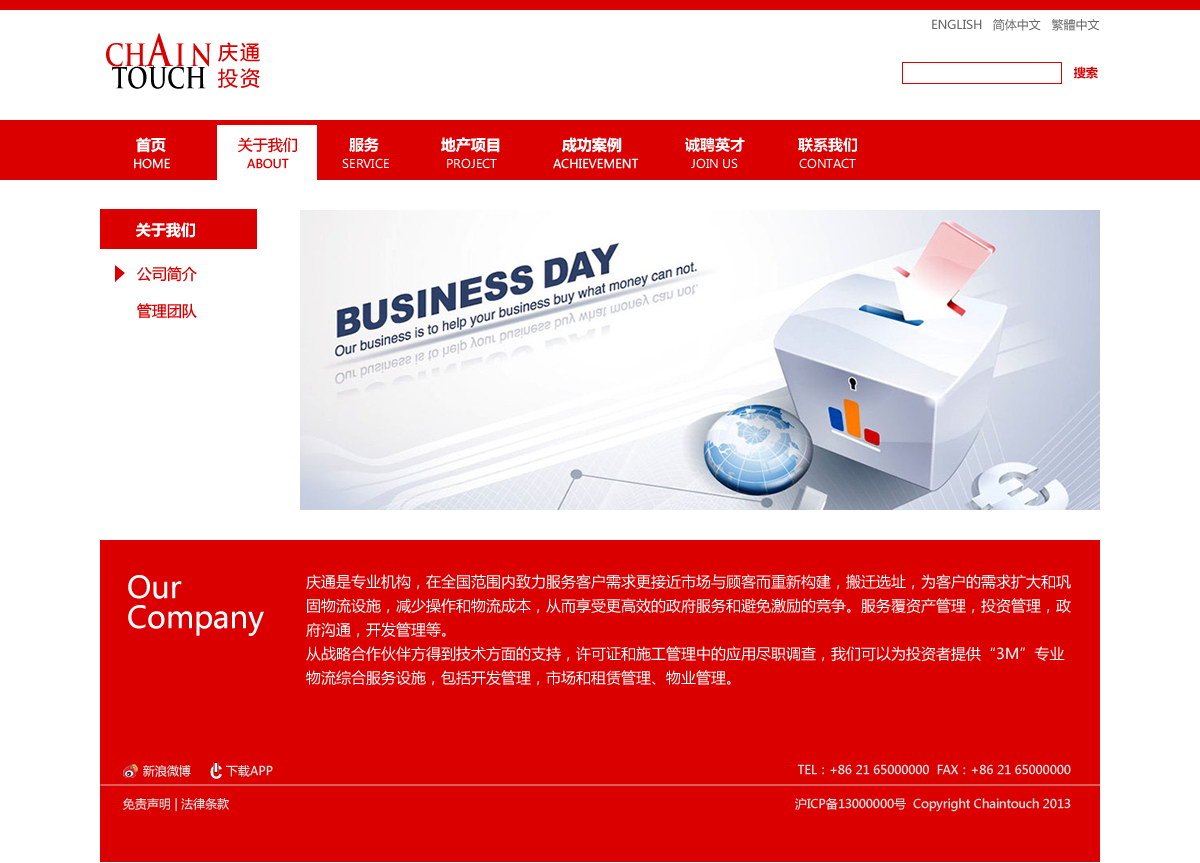 ENGLISH 简体中文 繁體中文
CHAIN 庆通
TOUCH 投资
搜索
首页 关于我们 服务 地产项目 成功案例 诚聘英才 联系我们
HOME ABOUT SERVICE PROJECT ACHIEVEMENT JOIN US CONTACT
关于我们
公司简介
管理团队
BUSINESS DAY
Our business is to help your business buy what money can not.
Our
Company
庆通是专业机构，在全国范围内致力服务客户需求更接近市场与顾客而重新构建，搬迁选址，为客户的需求扩大和巩
固物流设施，减少操作和物流成本，从而享受更高效的政府服务和避免激励的竞争。服务覆资产管理，投资管理，政
府沟通，开发管理等。
从战略合作伙伴方得到技术方面的支持，许可证和施工管理中的应用尽职调查，我们可以为投资者提供“3M”专业
物流综合服务设施，包括开发管理，市场和租赁管理、物业管理。
新浪微博 下载APP
TEL：+86 21 65000000 FAX：+86 21 65000000
免责声明 | 法律条款
沪ICP备13000000号 Copyright Chaintouch 2013